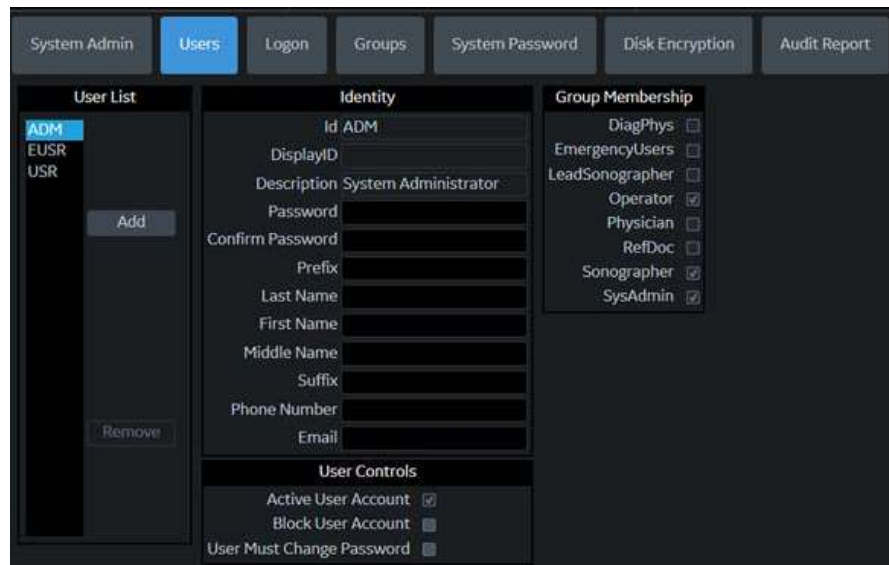 System Admin
Users
Logon
Groups
System Password
Disk Encryption
Audit Report
User List
ADM
EUSR
USR
Add
Remove
Identity
Id ADM
DisplayID
Description System Administrator
Password
Confirm Password
Prefix
Last Name
First Name
Middle Name
Suffix
Phone Number
Email
User Controls
Active User Account
Block User Account
User Must Change Password
Group Membership
DiagPhys
EmergencyUsers
LeadSonographer
Operator
Physician
RefDoc
Sonographer
SysAdmin